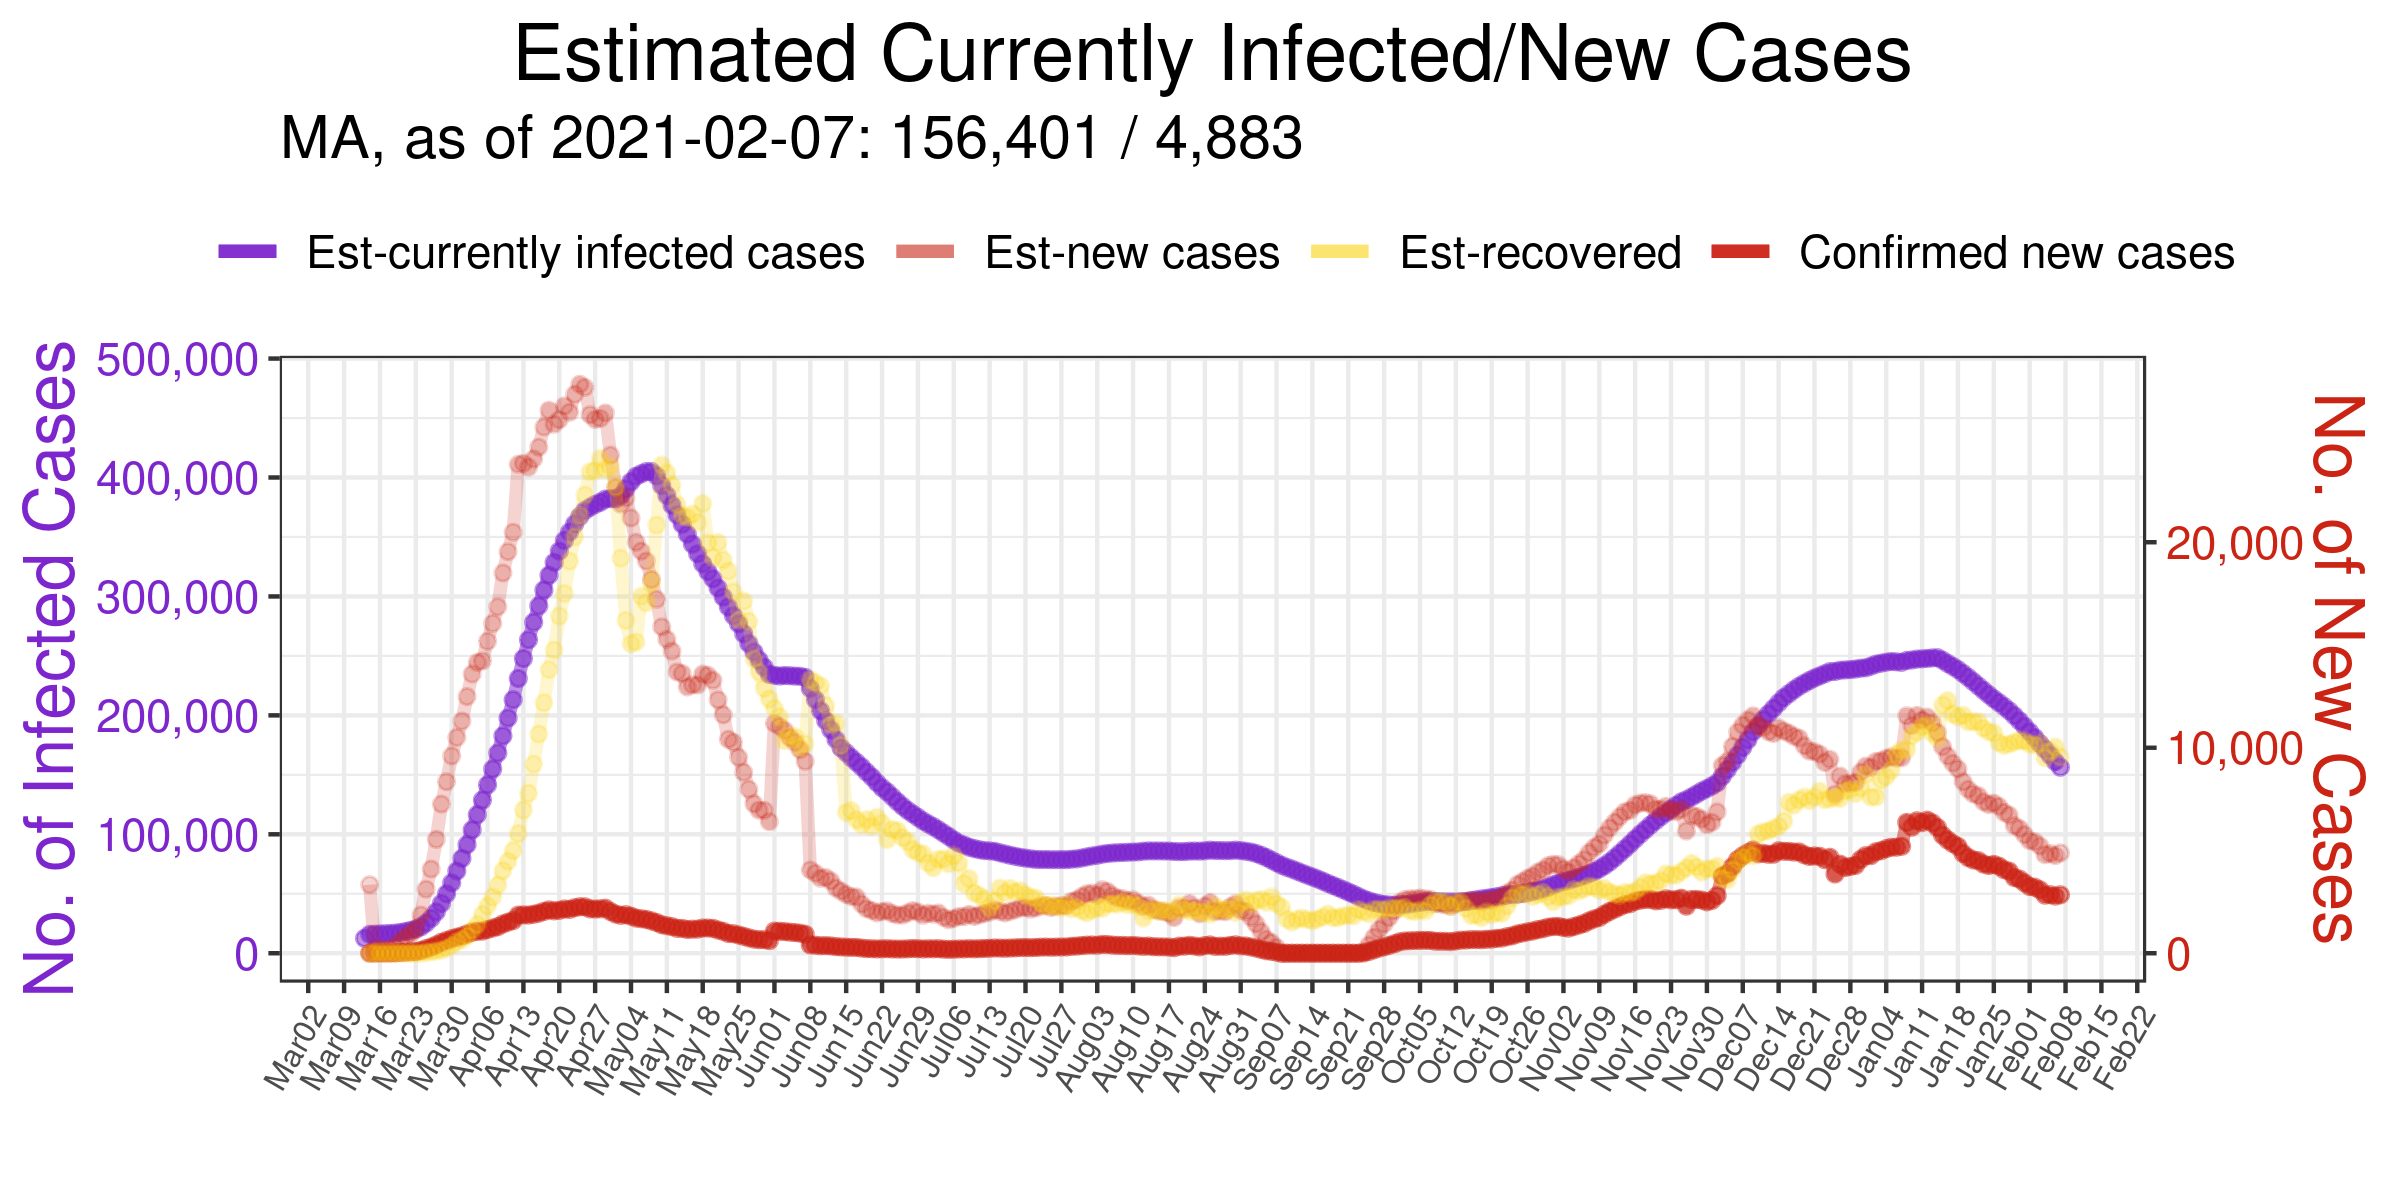 Estimated Currently Infected/New Cases
MA, as of 2021-02-07: 156,401 / 4,883
Est-currently infected cases Est-new cases Est-recovered Confirmed new cases
No. of Infected Cases
500,000
400,000
300,000
200,000
100,000
0
20,000
10,000
0
No. of New Cases
Mar02 Mar09 Mar16 Mar23 Mar30 Apr06 Apr13 Apr20 Apr27 May04 May11 May18 May25 Jun01 Jun08 Jun15 Jun22 Jun29 Jul06 Jul13 Jul20 Jul27 Aug03 Aug10 Aug17 Aug24 Aug31 Sep07 Sep14 Sep21 Sep28 Oct05 Oct12 Oct19 Oct26 Nov02 Nov09 Nov16 Nov23 Nov30 Dec07 Dec14 Dec21 Dec28 Jan04 Jan11 Jan18 Jan25 Feb01 Feb08 Feb15 Feb22